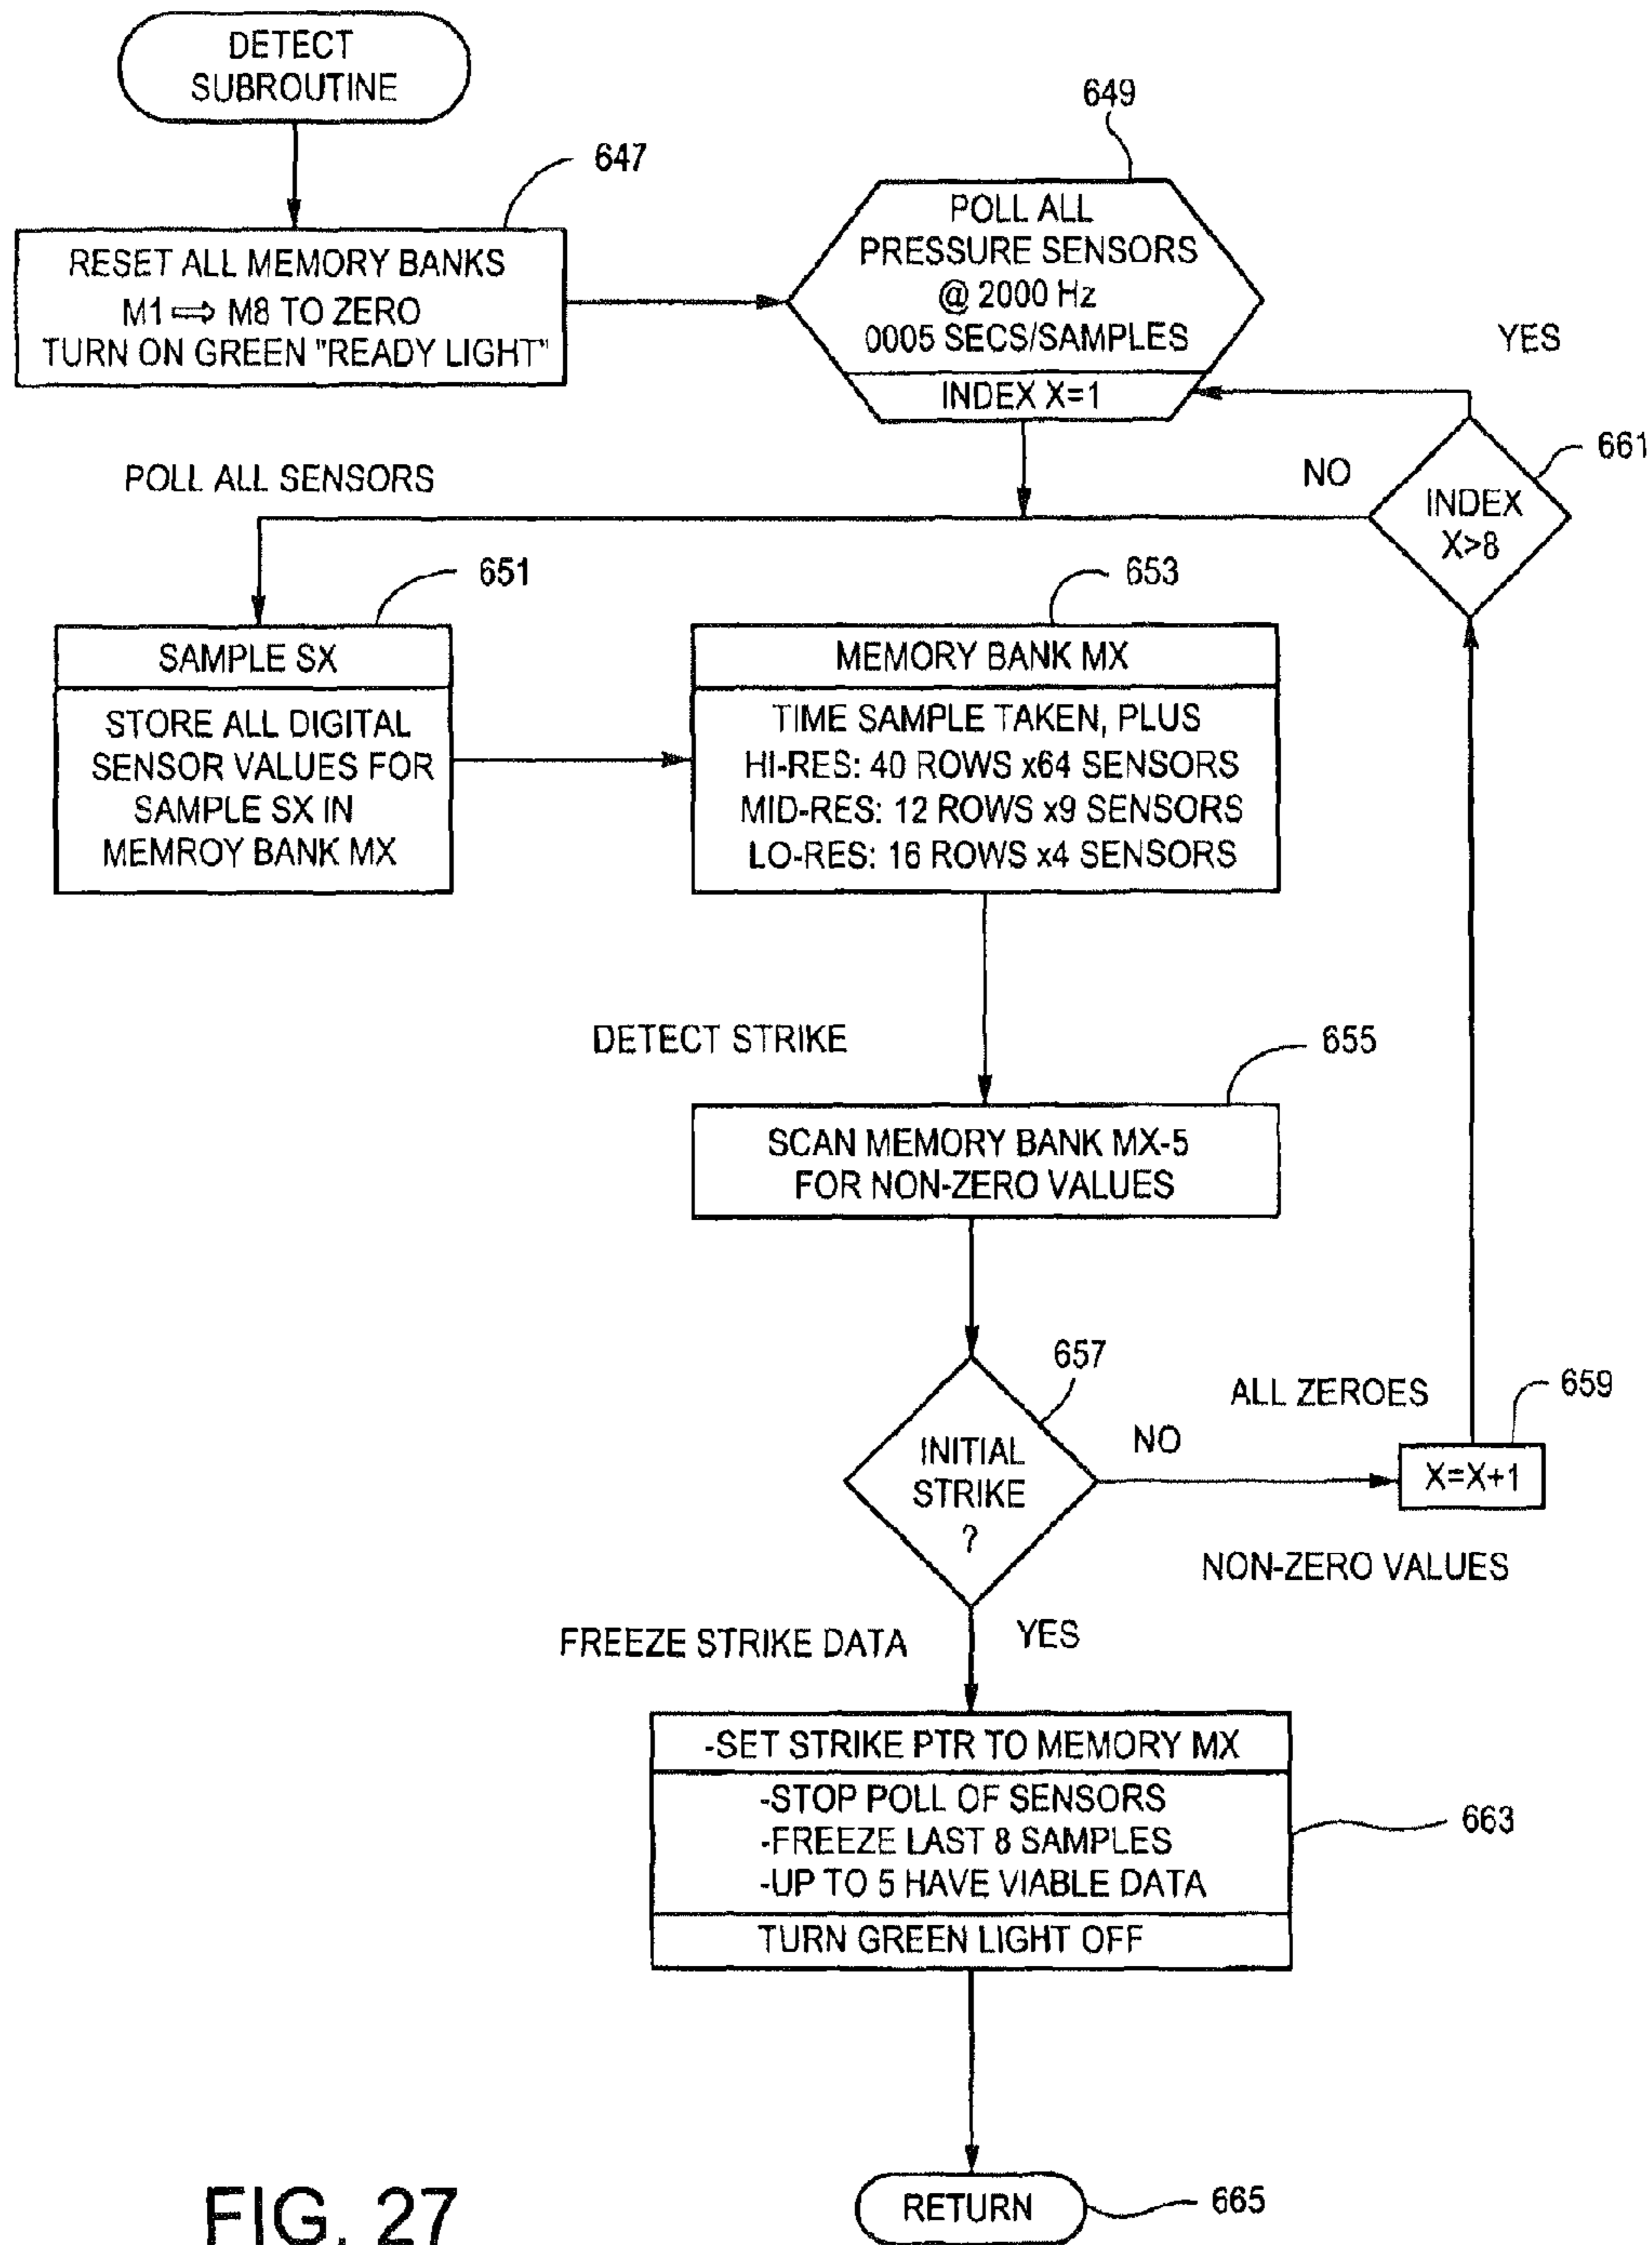 DETECT
SUBROUTINE
647
RESET ALL MEMORY BANKS
M1 ⇒ M8 TO ZERO
TURN ON GREEN "READY LIGHT"
649
POLL ALL
PRESSURE SENSORS
@ 2000 Hz
0005 SECS/SAMPLES
INDEX X=1
YES
661
NO
INDEX
X>8
POLL ALL SENSORS
651
SAMPLE SX
STORE ALL DIGITAL
SENSOR VALUES FOR
SAMPLE SX IN
MEMROY BANK MX
653
MEMORY BANK MX
TIME SAMPLE TAKEN, PLUS
HI-RES: 40 ROWS x64 SENSORS
MID-RES: 12 ROWS x9 SENSORS
LO-RES: 16 ROWS x4 SENSORS
DETECT STRIKE
655
SCAN MEMORY BANK MX-5
FOR NON-ZERO VALUES
657
INITIAL
STRIKE
?
NO
ALL ZEROES
659
X=X+1
NON-ZERO VALUES
FREEZE STRIKE DATA
YES
-SET STRIKE PTR TO MEMORY MX
-STOP POLL OF SENSORS
-FREEZE LAST 8 SAMPLES
-UP TO 5 HAVE VIABLE DATA
TURN GREEN LIGHT OFF
663
RETURN
665
FIG. 27